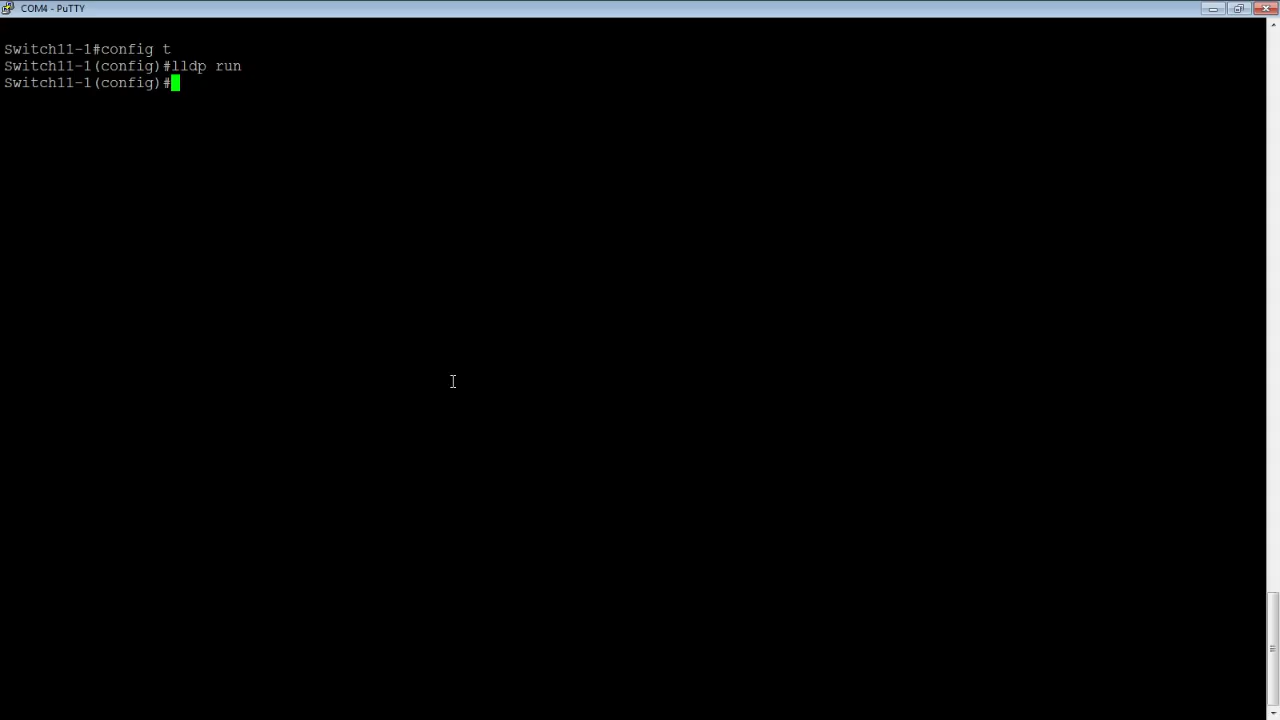 COM4 - PuTTY
Switch11-1#config t
Switch11-1(config)#lldp run
Switch11-1(config)#